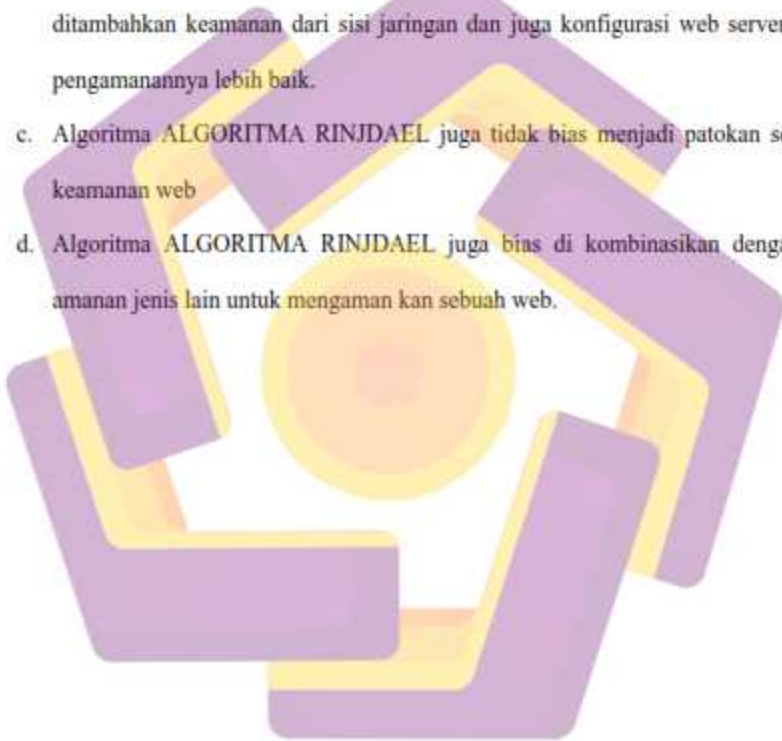 ditambahkan keamanan dari sisi jaringan dan juga konfigurasi web server
pengamanannya lebih baik.
c. Algoritma ALGORITMA RINJDAEL juga tidak bias menjadi patokan
keamanan web
d. Algoritma ALGORITMA RINJDAEL juga bias di kombinasikan
amanan jenis lain untuk mengaman kan sebuah web.